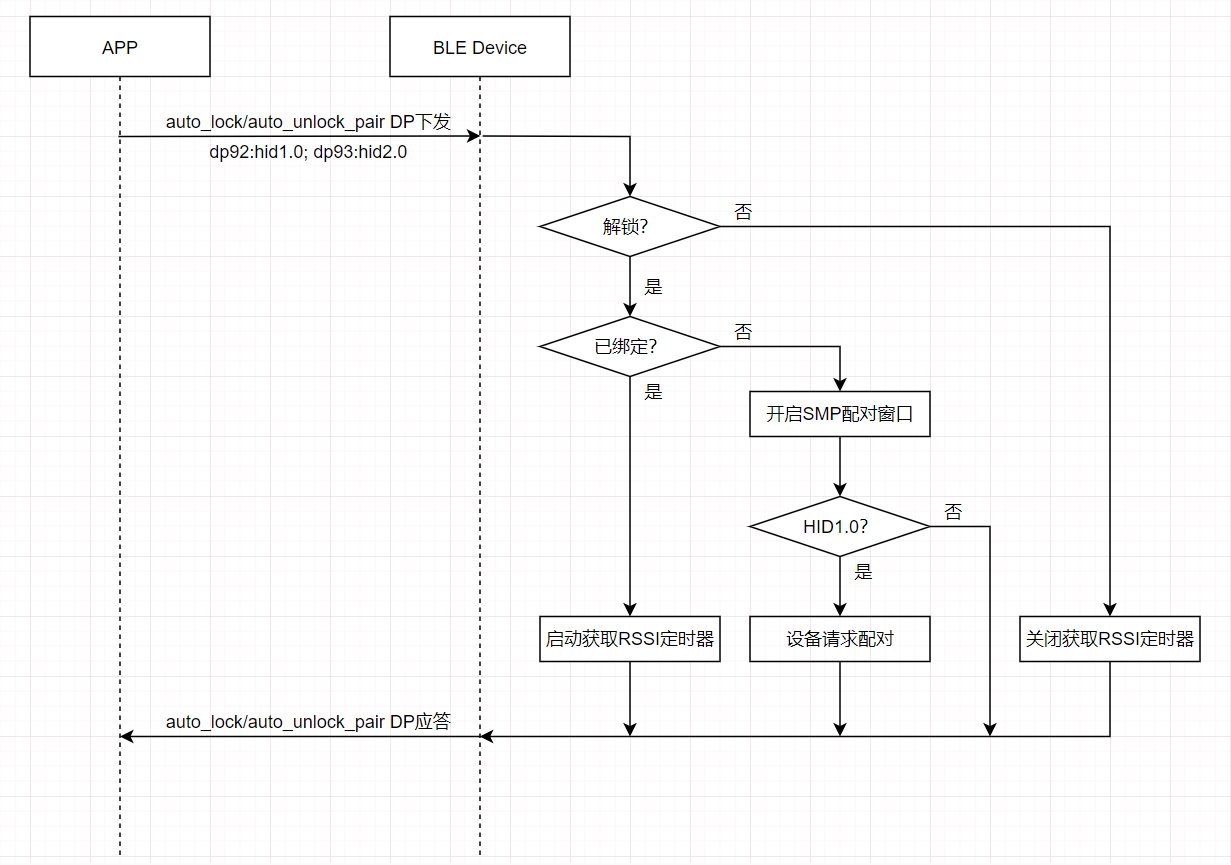 APP
BLE Device
auto_lock/auto_unlock_pair DP下发
dp92:hid1.0; dp93:hid2.0
解锁?
否
是
已绑定?
否
是
开启SMP配对窗口
HID1.0?
否
是
启动获取RSSI定时器
设备请求配对
关闭获取RSSI定时器
auto_lock/auto_unlock_pair DP应答